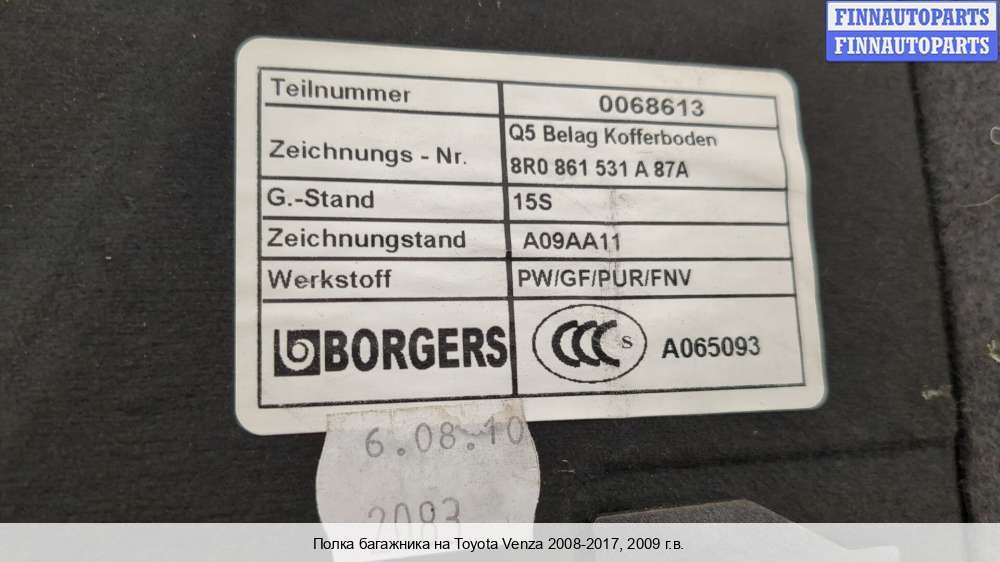 FINNAUTOPARTS
FINNAUTOPARTS
Teilnummer 0068613
Zeichnungs - Nr. Q5 Belag Kofferboden
8R0 861 531 A 87A
G.-Stand 15S
Zeichnungstand A09AA11
Werkstoff PW/GF/PUR/FNV
BORGERS CCC S A065093
6.08.10
2083
Полка багажника на Toyota Venza 2008-2017, 2009 г.в.